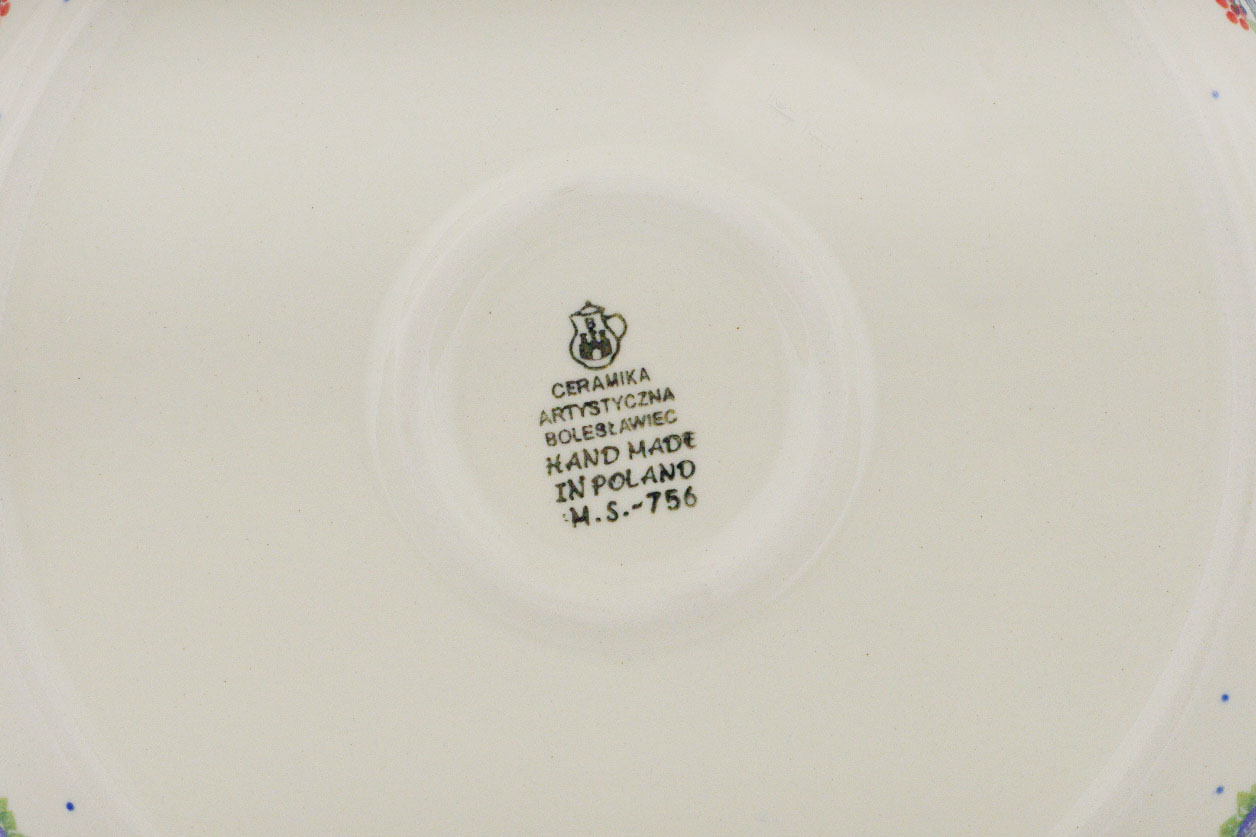 B
CERAMIKA
ARTYSTYCZNA
BOLESŁAWIEC
HAND MADE
IN POLAND
M.S.-756